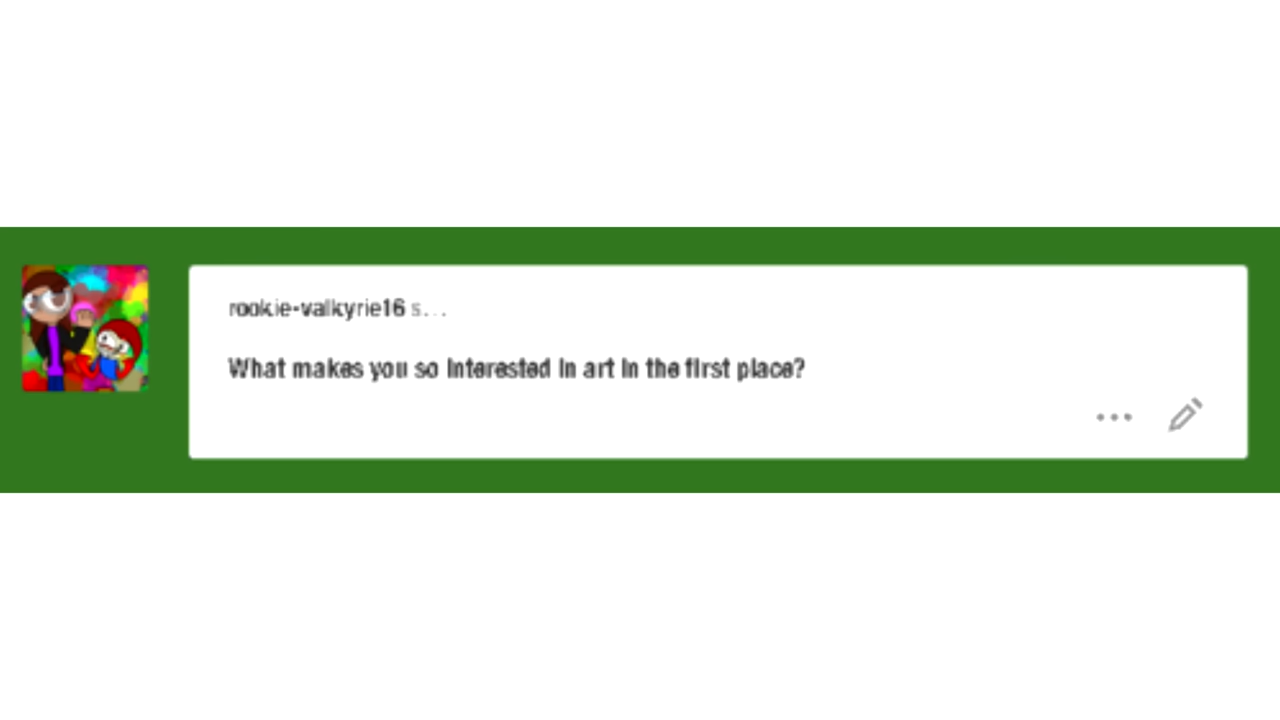 rookie-valkyrie16 s...
What makes you so interested in art in the first place?